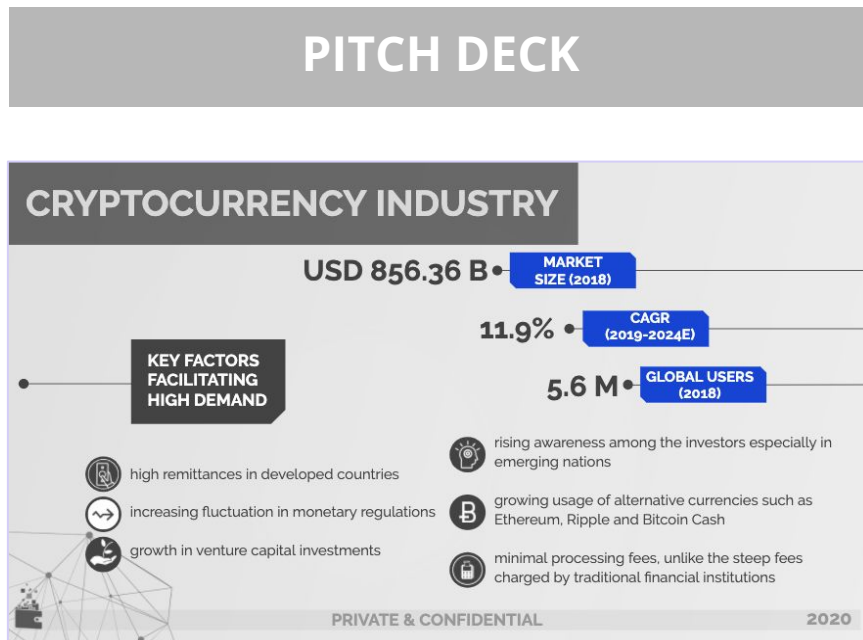 PITCH DECK
CRYPTOCURRENCY INDUSTRY
USD 856.36 B
MARKET
SIZE (2018)
11.9%
CAGR
(2019-2024E)
5.6 M
GLOBAL USERS
(2018)
KEY FACTORS
FACILITATING
HIGH DEMAND
high remittances in developed countries
increasing fluctuation in monetary regulations
growth in venture capital investments
rising awareness among the investors especially in
emerging nations
growing usage of alternative currencies such as
Ethereum, Ripple and Bitcoin Cash
minimal processing fees, unlike the steep fees
charged by traditional financial institutions
PRIVATE & CONFIDENTIAL
2020